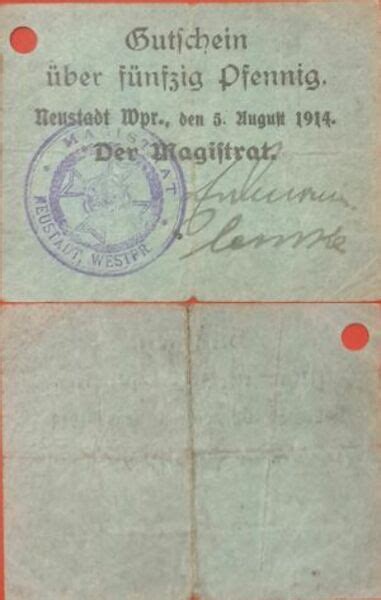 Gutschein
über fünfzig Pfennig.
Neustadt Wpr., den 5. August 1914.
Der Magistrat.
MAGISTRAT
NEUSTADT, WESTPR